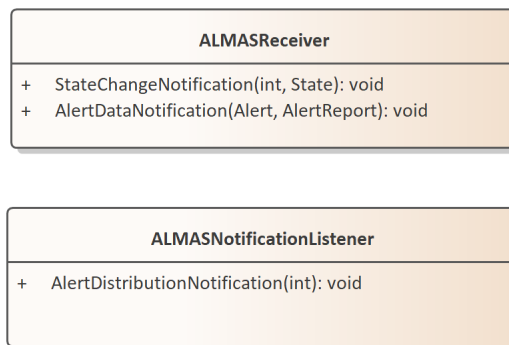 ALMASReceiver
+ StateChangeNotification(int, State): void
+ AlertDataNotification(Alert, AlertReport): void
ALMASNotificationListener
+ AlertDistributionNotification(int): void